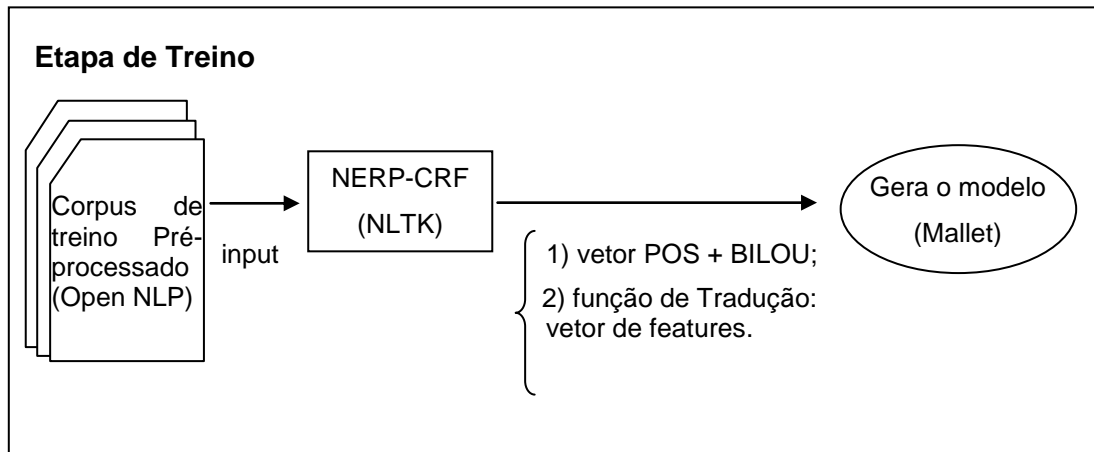 Etapa de Treino
Corpus de
treino Pré-
processado
(Open NLP)
input
NERP-CRF
(NLTK)
1) vetor POS + BILOU;
2) função de Tradução:
vetor de features.
Gera o modelo
(Mallet)